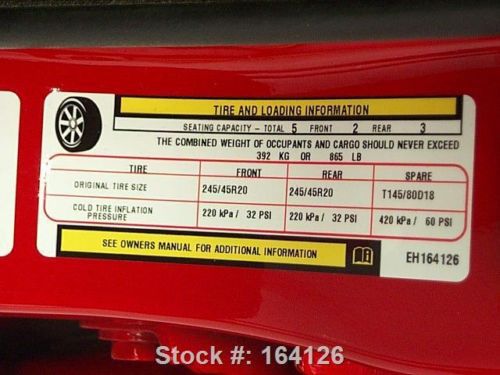 TIRE AND LOADING INFORMATION
SEATING CAPACITY – TOTAL 5 FRONT 2 REAR 3
THE COMBINED WEIGHT OF OCCUPANTS AND CARGO SHOULD NEVER EXCEED
392 KG OR 865 LB
TIRE FRONT REAR SPARE
ORIGINAL TIRE SIZE 245/45R20 245/45R20 T145/80D18
COLD TIRE INFLATION
PRESSURE 220 kPa / 32 PSI 220 kPa / 32 PSI 420 kPa / 60 PSI
SEE OWNERS MANUAL FOR ADDITIONAL INFORMATION EH164126
Stock #: 164126